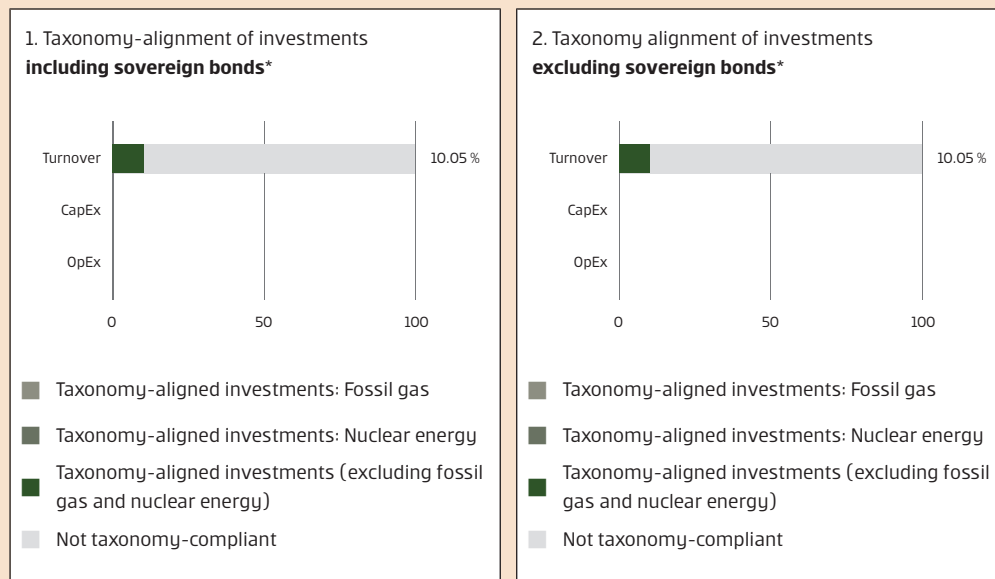 1. Taxonomy-alignment of investments
including sovereign bonds*
Turnover
10.05 %
CapEx
OpEx
0
50
100
Taxonomy-aligned investments: Fossil gas
Taxonomy-aligned investments: Nuclear energy
Taxonomy-aligned investments (excluding fossil
gas and nuclear energy)
Not taxonomy-compliant
2. Taxonomy alignment of investments
excluding sovereign bonds*
Turnover
10.05 %
CapEx
OpEx
0
50
100
Taxonomy-aligned investments: Fossil gas
Taxonomy-aligned investments: Nuclear energy
Taxonomy-aligned investments (excluding fossil
gas and nuclear energy)
Not taxonomy-compliant